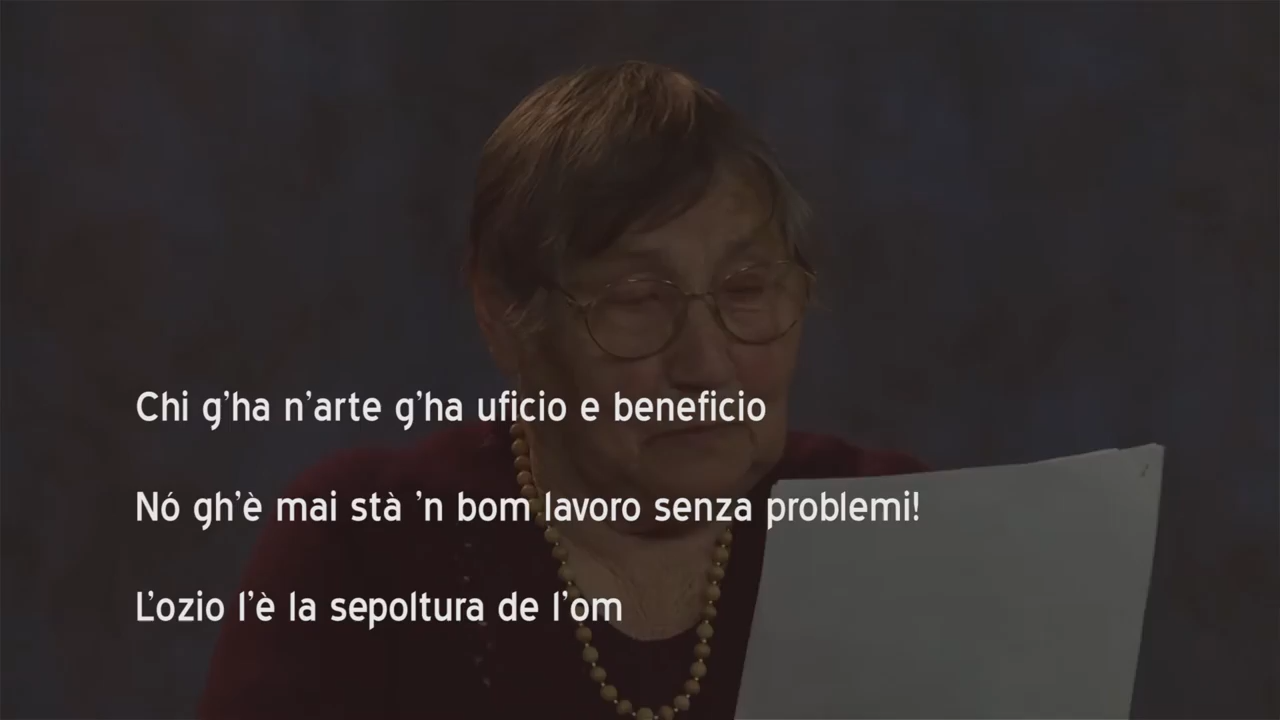 Chi g’ha n’arte g’ha uficio e beneficio
Nó gh’è mai stà ’n bom lavoro senza problemi!
L’ozio l’è la sepoltura de l’om